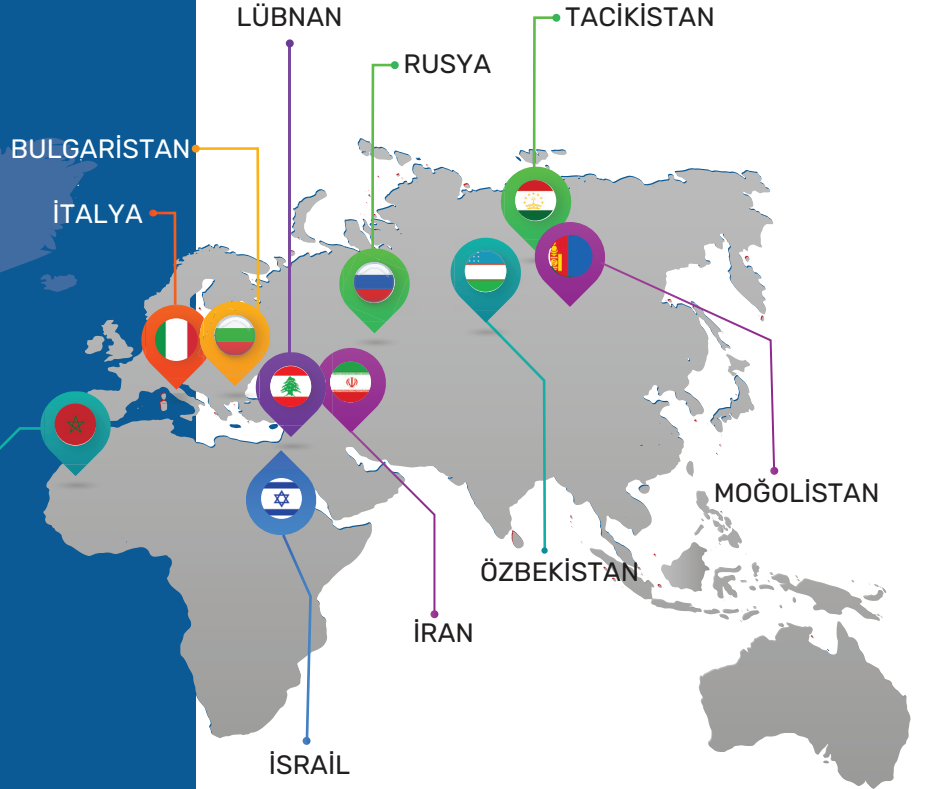 LÜBNAN
TACİKİSTAN
RUSYA
BULGARİSTAN
İTALYA
MOĞOLİSTAN
ÖZBEKİSTAN
İRAN
İSRAİL